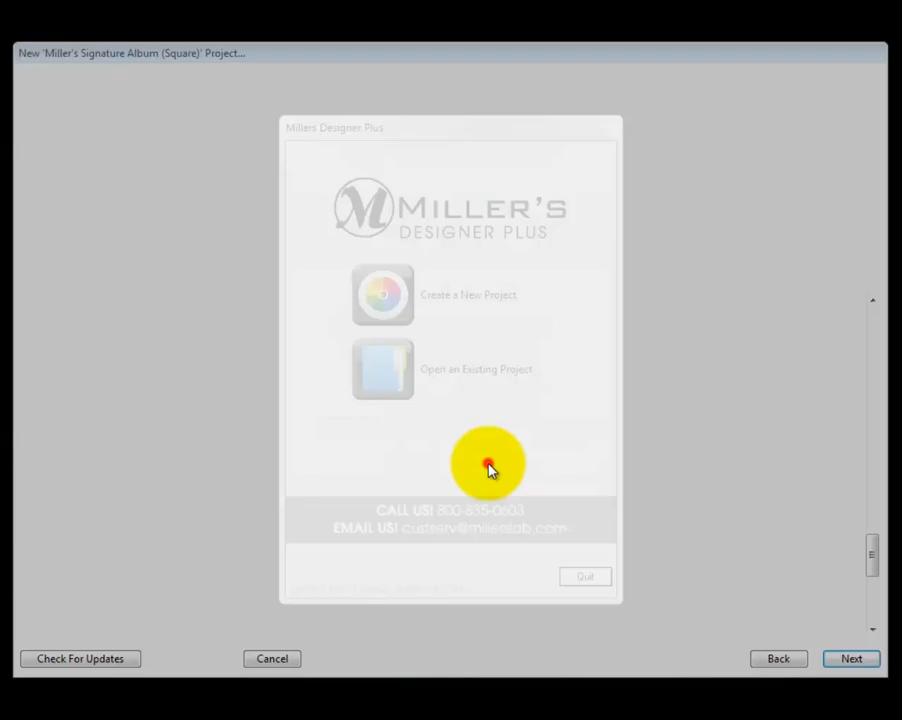 New 'Miller's Signature Album (Square)' Project...
Millers Designer Plus
M MILLER'S
DESIGNER PLUS
Create a New Project
Open an Existing Project
CALL US! 800-835-0603
EMAIL US! custserv@millerslab.com
Quit
Check For Updates
Cancel
Back
Next